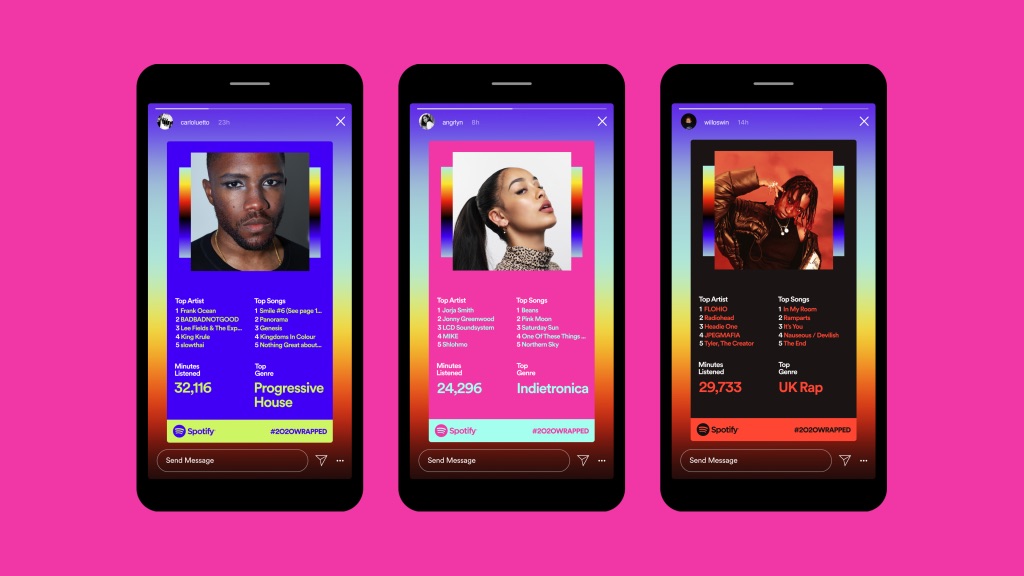 carloluetto 23h
Top Artist
1 Frank Ocean
2 BADBADNOTGOOD
3 Lee Fields & The Exp...
4 King Krule
5 slowthai
Top Songs
1 Smile #6 (See page 1...
2 Panorama
3 Genesis
4 Kingdoms In Colour
5 Nothing Great about...
Minutes
Listened
32,116
Top
Genre
Progressive
House
Spotify
#2020WRAPPED
Send Message
angrlyn 8h
Top Artist
1 Jorja Smith
2 Jonny Greenwood
3 LCD Soundsystem
4 MIKE
5 Shlohmo
Top Songs
1 Beans
2 Pink Moon
3 Saturday Sun
4 One Of These Things ...
5 Northern Sky
Minutes
Listened
24,296
Top
Genre
Indietronica
Spotify
#2020WRAPPED
Send Message
willoswin 14h
Top Artist
1 FLOHIO
2 Radiohead
3 Headie One
4 JPEGMAFIA
5 Tyler, The Creator
Top Songs
1 In My Room
2 Ramparts
3 It's You
4 Nauseous / Devilish
5 The End
Minutes
Listened
29,733
Top
Genre
UK Rap
Spotify
#2020WRAPPED
Send Message